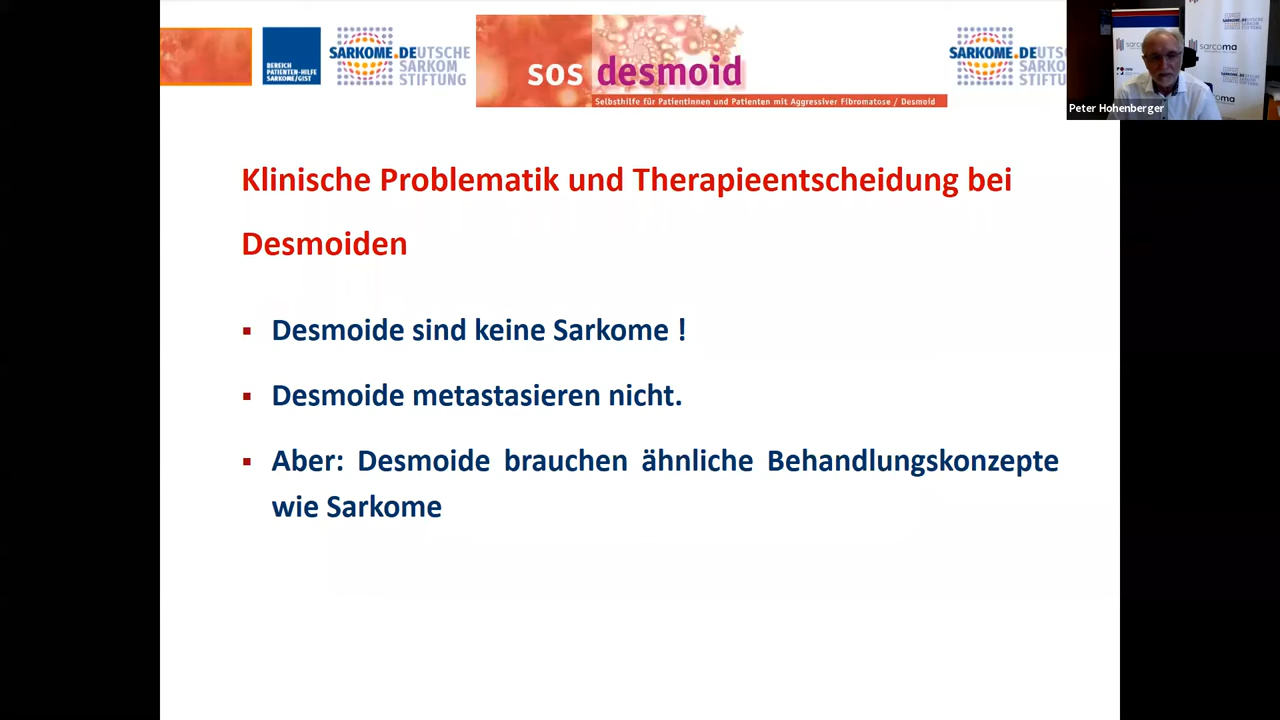 BEREICH
PATIENTEN-HILFE
SARKOME/GIST
SARKOME.DEUTSCHE
SARKOM
STIFTUNG
sos desmoid
Selbsthilfe für Patientinnen und Patienten mit Aggressiver Fibromatose / Desmoid
SARKOME.DEUTS
SARKO
STIFTU
sarcoma
Peter Hohenberger
Klinische Problematik und Therapieentscheidung bei
Desmoiden
▪ Desmoide sind keine Sarkome !
▪ Desmoide metastasieren nicht.
▪ Aber: Desmoide brauchen ähnliche Behandlungskonzepte
wie Sarkome